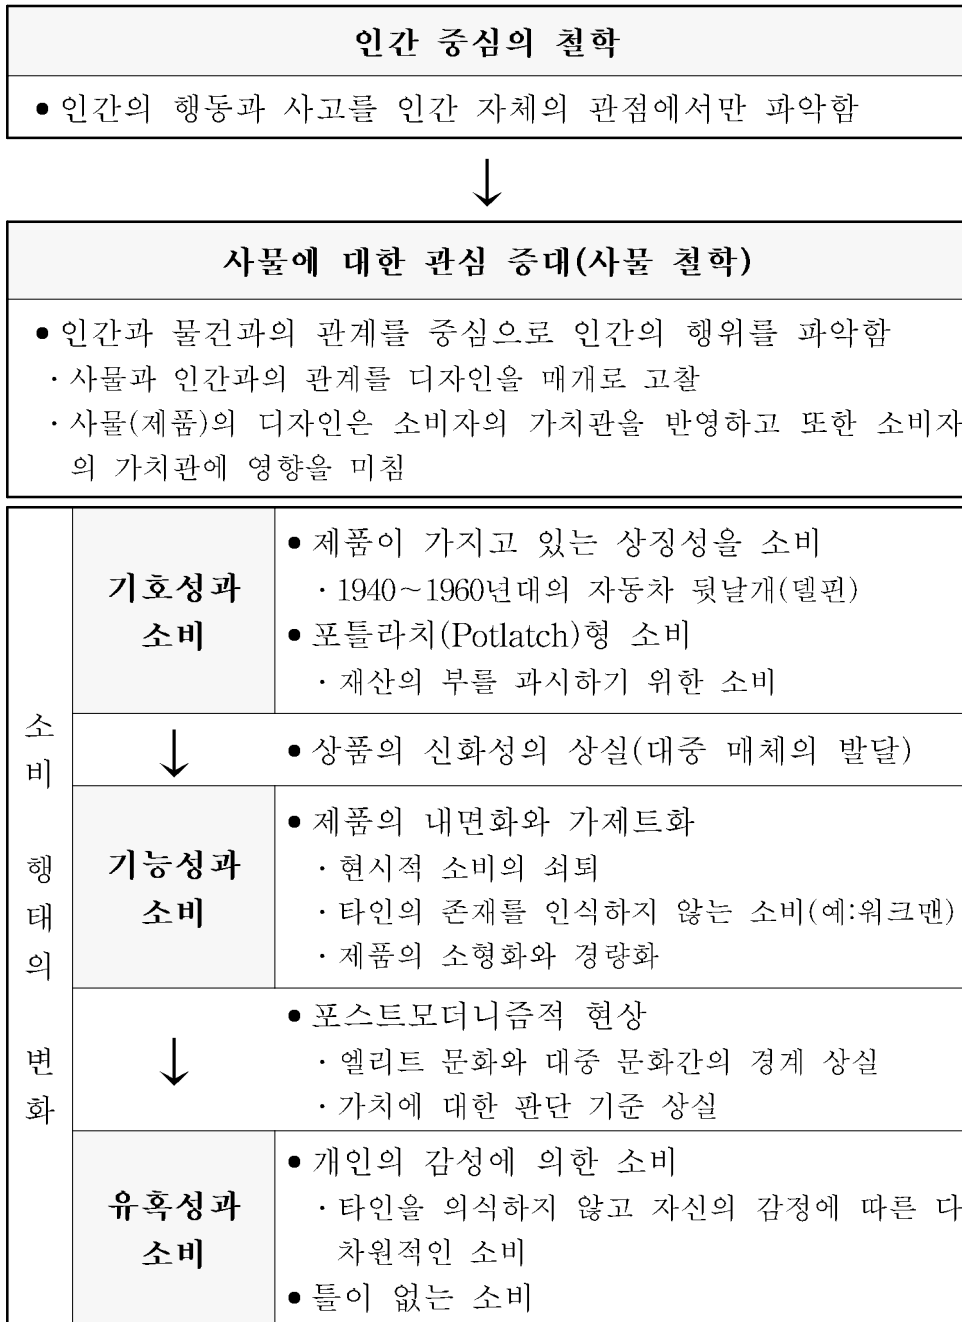 인간 중심의 철학
● 인간의 행동과 사고를 인간 자체의 관점에서만 파악함
↓
사물에 대한 관심 증대(사물 철학)
● 인간과 물건과의 관계를 중심으로 인간의 행위를 파악함
· 사물과 인간과의 관계를 디자인을 매개로 고찰
· 사물(제품)의 디자인은 소비자의 가치관을 반영하고 또한 소비자
의 가치관에 영향을 미침
소비 행태의 변화
기호성과
소비
● 제품이 가지고 있는 상징성을 소비
· 1940~1960년대의 자동차 뒷날개(델핀)
● 포틀라치(Potlatch)형 소비
· 재산의 부를 과시하기 위한 소비
↓
● 상품의 신화성의 상실(대중 매체의 발달)
기능성과
소비
● 제품의 내면화와 가제트화
· 현시적 소비의 쇠퇴
· 타인의 존재를 인식하지 않는 소비(예:워크맨)
· 제품의 소형화와 경량화
↓
● 포스트모더니즘적 현상
· 엘리트 문화와 대중 문화간의 경계 상실
· 가치에 대한 판단 기준 상실
유혹성과
소비
● 개인의 감성에 의한 소비
· 타인을 의식하지 않고 자신의 감정에 따른 다
차원적인 소비
● 틀이 없는 소비